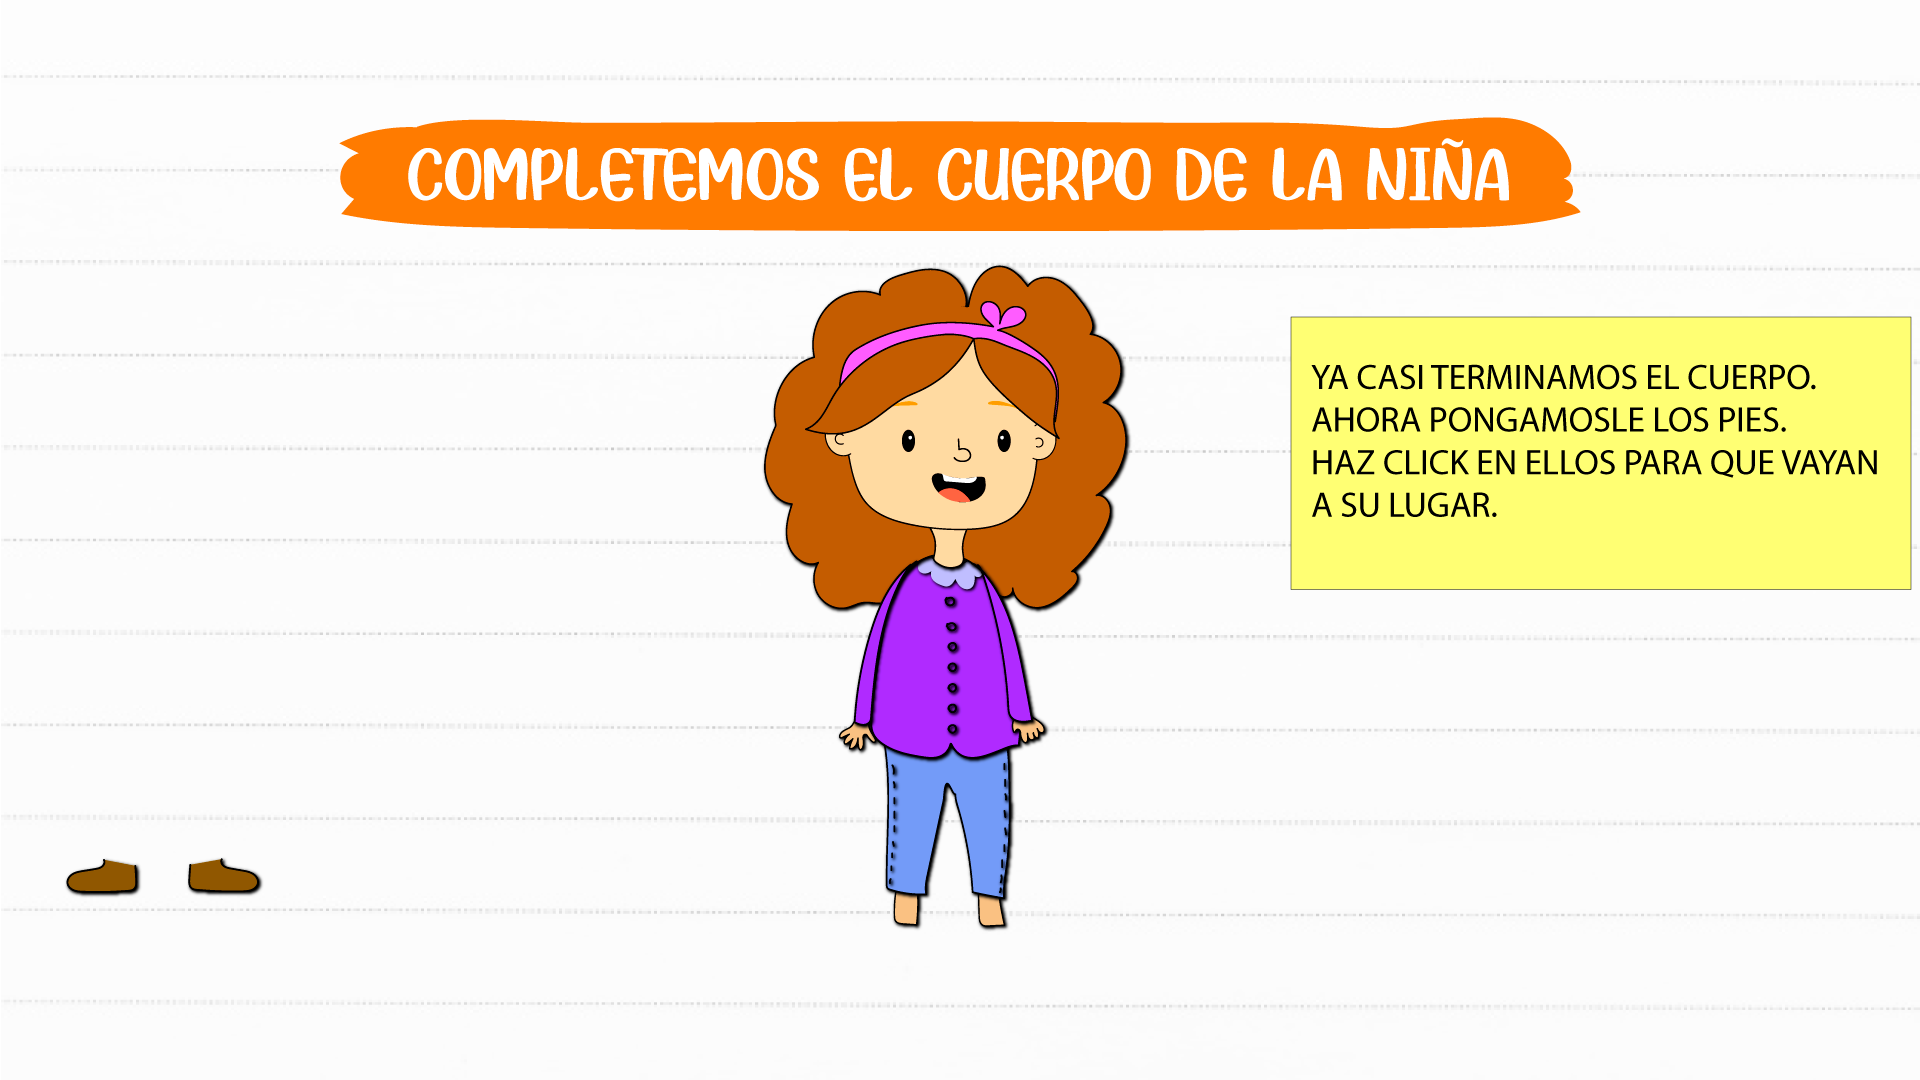 COMPLETEMOS EL CUERPO DE LA NIÑA
YA CASI TERMINAMOS EL CUERPO.
AHORA PONGAMOSLE LOS PIES.
HAZ CLICK EN ELLOS PARA QUE VAYAN
A SU LUGAR.